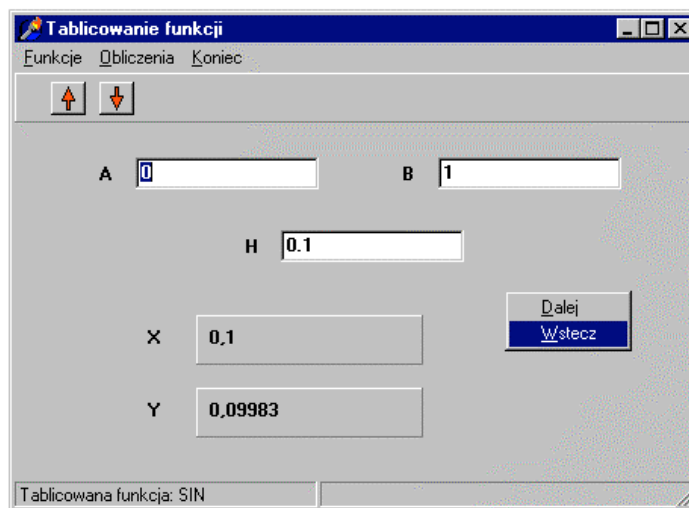 Tablicowanie funkcji
Funkcje Obliczenia Koniec
A 0 B 1
H 0.1
Dalej
X 0,1
Wstecz
Y 0,09983
Tablicowana funkcja: SIN